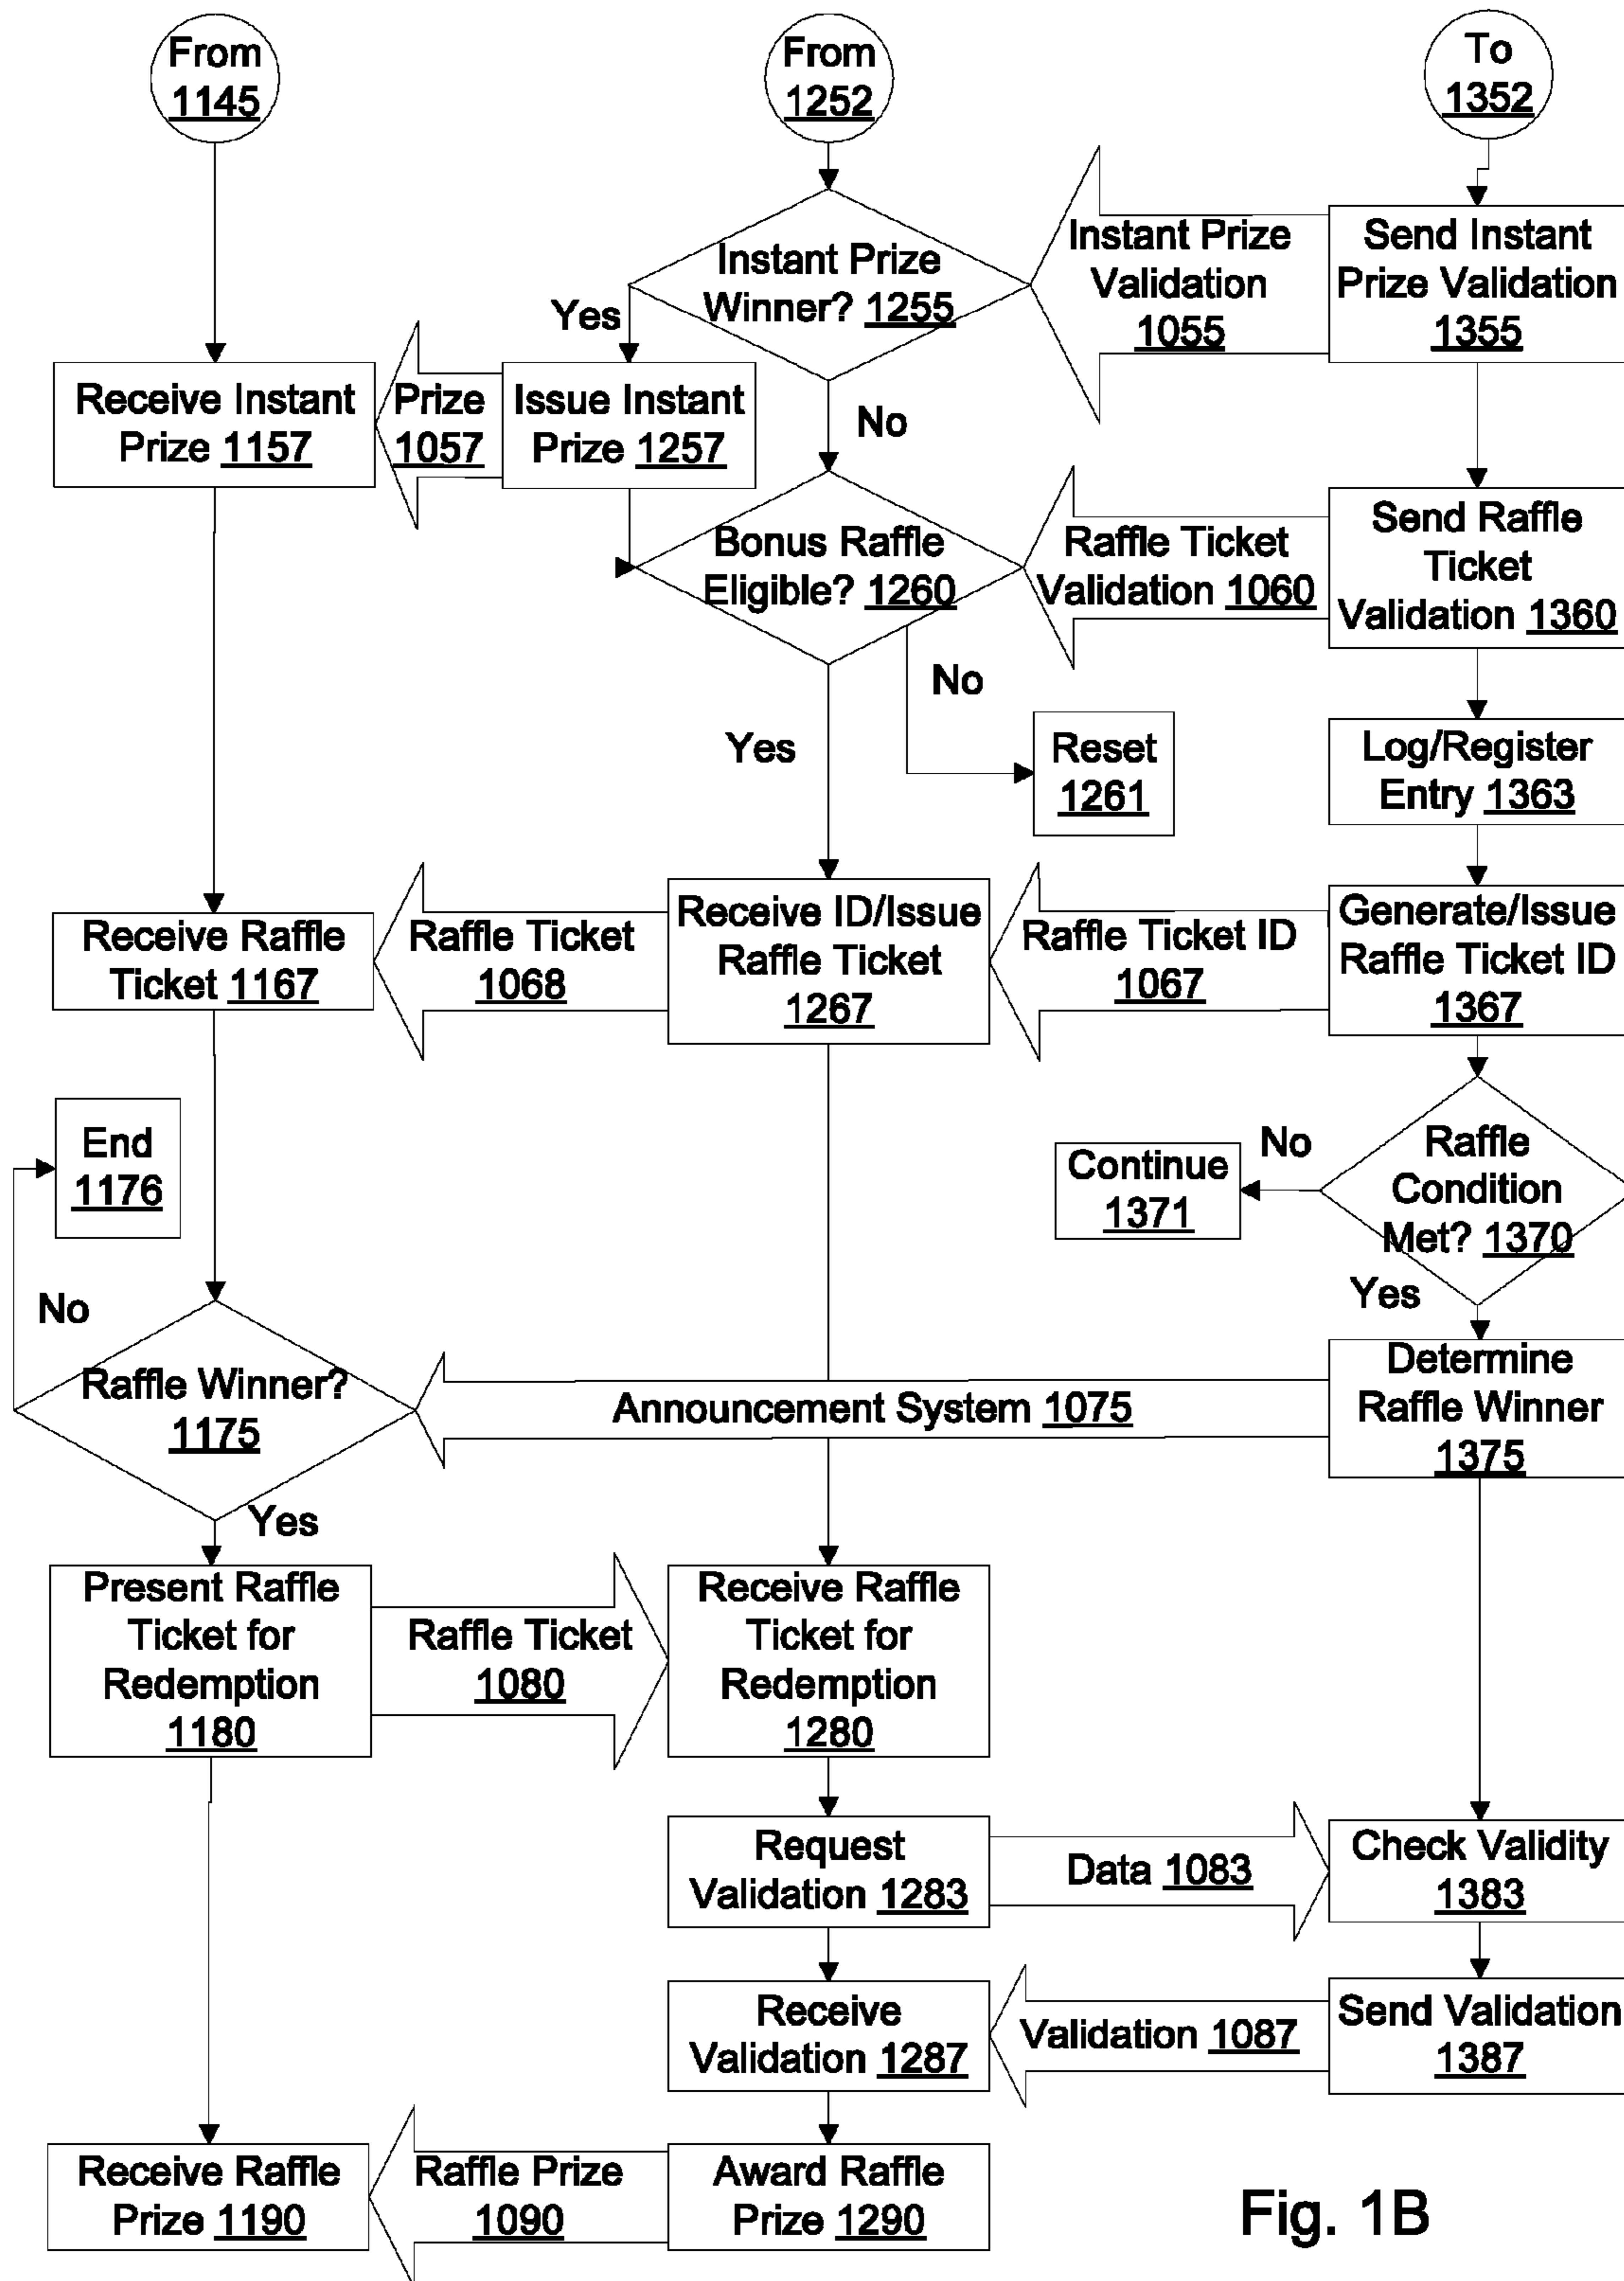 From
1145
From
1252
To
1352
Instant Prize
Winner? 1255
Instant Prize
Validation
1055
Send Instant
Prize Validation
1355
Yes
Receive Instant
Prize 1157
Prize
1057
Issue Instant
Prize 1257
No
Bonus Raffle
Eligible? 1260
Raffle Ticket
Validation 1060
Send Raffle
Ticket
Validation 1360
No
Yes
Reset
1261
Log/Register
Entry 1363
Receive Raffle
Ticket 1167
Raffle Ticket
1068
Receive ID/Issue
Raffle Ticket
1267
Raffle Ticket ID
1067
Generate/Issue
Raffle Ticket ID
1367
End
1176
Continue
1371
No
Raffle
Condition
Met? 1370
Yes
No
Raffle Winner?
1175
Announcement System 1075
Determine
Raffle Winner
1375
Yes
Present Raffle
Ticket for
Redemption
1180
Raffle Ticket
1080
Receive Raffle
Ticket for
Redemption
1280
Request
Validation 1283
Data 1083
Check Validity
1383
Receive
Validation 1287
Validation 1087
Send Validation
1387
Receive Raffle
Prize 1190
Raffle Prize
1090
Award Raffle
Prize 1290
Fig. 1B